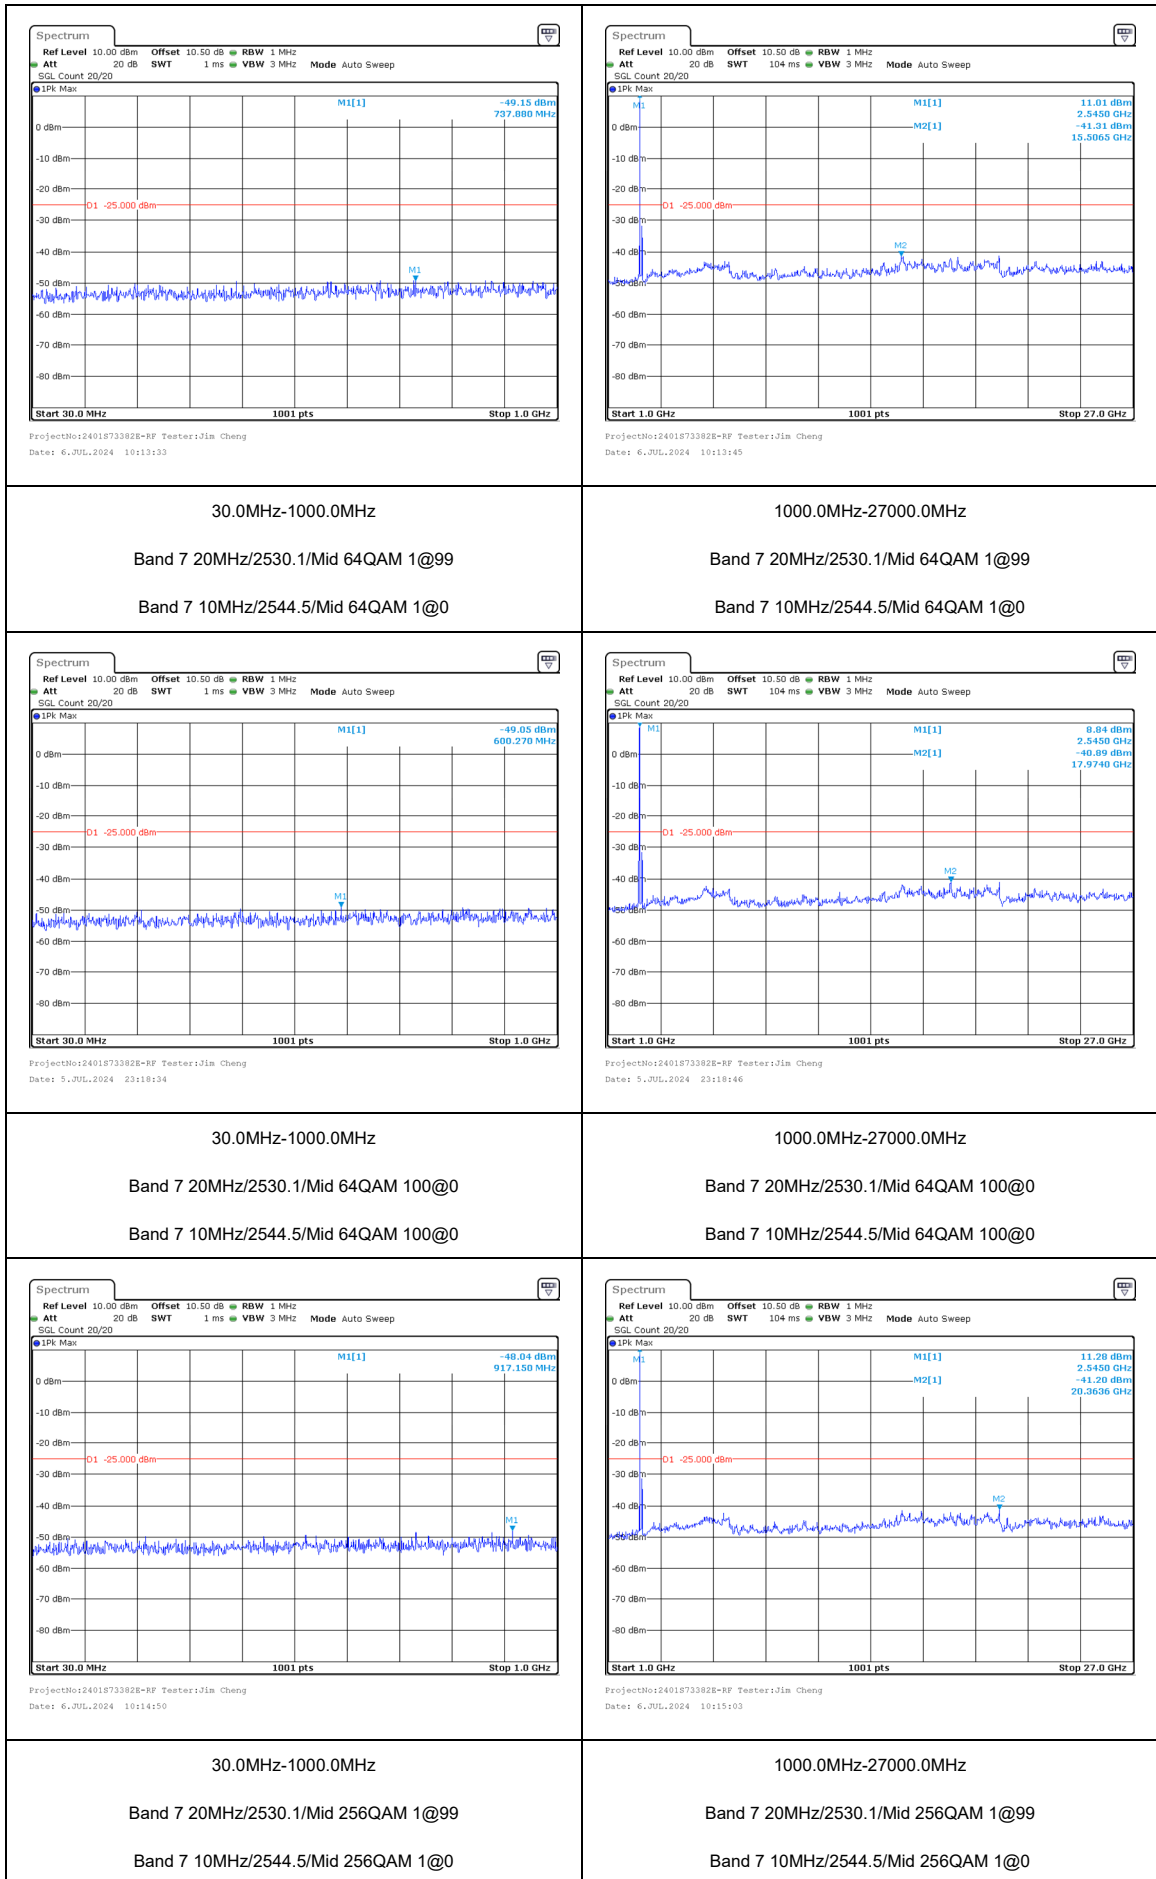 Spectrum
Ref Level 10.00 dBm Offset 10.50 dB RBW 1 MHz
Att 20 dB SWT 1 ms VBW 3 MHz Mode Auto Sweep
SGL Count 20/20
1Pk Max
M1[1] -49.15 dBm
737.880 MHz
0 dBm
-10 dBm
-20 dBm
D1 -25.000 dBm
-30 dBm
-40 dBm
M1
-50 dBm
-60 dBm
-70 dBm
-80 dBm
Start 30.0 MHz 1001 pts Stop 1.0 GHz
ProjectNo:2401S73382E-RF Tester:Jim Cheng
Date: 6.JUL.2024 10:13:33
Spectrum
Ref Level 10.00 dBm Offset 10.50 dB RBW 1 MHz
Att 20 dB SWT 104 ms VBW 3 MHz Mode Auto Sweep
SGL Count 20/20
1Pk Max
M1
M1[1] 11.01 dBm
2.5450 GHz
0 dBm
M2[1] -41.31 dBm
15.5065 GHz
-10 dBm
-20 dBm
D1 -25.000 dBm
-30 dBm
-40 dBm
M2
-50 dBm
-60 dBm
-70 dBm
-80 dBm
Start 1.0 GHz 1001 pts Stop 27.0 GHz
ProjectNo:2401S73382E-RF Tester:Jim Cheng
Date: 6.JUL.2024 10:13:45
30.0MHz-1000.0MHz
Band 7 20MHz/2530.1/Mid 64QAM 1@99
Band 7 10MHz/2544.5/Mid 64QAM 1@0
1000.0MHz-27000.0MHz
Band 7 20MHz/2530.1/Mid 64QAM 1@99
Band 7 10MHz/2544.5/Mid 64QAM 1@0
Spectrum
Ref Level 10.00 dBm Offset 10.50 dB RBW 1 MHz
Att 20 dB SWT 1 ms VBW 3 MHz Mode Auto Sweep
SGL Count 20/20
1Pk Max
M1[1] -49.05 dBm
600.270 MHz
0 dBm
-10 dBm
-20 dBm
D1 -25.000 dBm
-30 dBm
-40 dBm
M1
-50 dBm
-60 dBm
-70 dBm
-80 dBm
Start 30.0 MHz 1001 pts Stop 1.0 GHz
ProjectNo:2401S73382E-RF Tester:Jim Cheng
Date: 5.JUL.2024 23:18:34
Spectrum
Ref Level 10.00 dBm Offset 10.50 dB RBW 1 MHz
Att 20 dB SWT 104 ms VBW 3 MHz Mode Auto Sweep
SGL Count 20/20
1Pk Max
M1
M1[1] 8.84 dBm
2.5450 GHz
0 dBm
M2[1] -40.89 dBm
17.9740 GHz
-10 dBm
-20 dBm
D1 -25.000 dBm
-30 dBm
-40 dBm
M2
-50 dBm
-60 dBm
-70 dBm
-80 dBm
Start 1.0 GHz 1001 pts Stop 27.0 GHz
ProjectNo:2401S73382E-RF Tester:Jim Cheng
Date: 5.JUL.2024 23:18:46
30.0MHz-1000.0MHz
Band 7 20MHz/2530.1/Mid 64QAM 100@0
Band 7 10MHz/2544.5/Mid 64QAM 100@0
1000.0MHz-27000.0MHz
Band 7 20MHz/2530.1/Mid 64QAM 100@0
Band 7 10MHz/2544.5/Mid 64QAM 100@0
Spectrum
Ref Level 10.00 dBm Offset 10.50 dB RBW 1 MHz
Att 20 dB SWT 1 ms VBW 3 MHz Mode Auto Sweep
SGL Count 20/20
1Pk Max
M1[1] -48.04 dBm
917.150 MHz
0 dBm
-10 dBm
-20 dBm
D1 -25.000 dBm
-30 dBm
-40 dBm
M1
-50 dBm
-60 dBm
-70 dBm
-80 dBm
Start 30.0 MHz 1001 pts Stop 1.0 GHz
ProjectNo:2401S73382E-RF Tester:Jim Cheng
Date: 6.JUL.2024 10:14:50
Spectrum
Ref Level 10.00 dBm Offset 10.50 dB RBW 1 MHz
Att 20 dB SWT 104 ms VBW 3 MHz Mode Auto Sweep
SGL Count 20/20
1Pk Max
M1
M1[1] 11.28 dBm
2.5450 GHz
0 dBm
M2[1] -41.20 dBm
20.3636 GHz
-10 dBm
-20 dBm
D1 -25.000 dBm
-30 dBm
-40 dBm
M2
-50 dBm
-60 dBm
-70 dBm
-80 dBm
Start 1.0 GHz 1001 pts Stop 27.0 GHz
ProjectNo:2401S73382E-RF Tester:Jim Cheng
Date: 6.JUL.2024 10:15:03
30.0MHz-1000.0MHz
Band 7 20MHz/2530.1/Mid 256QAM 1@99
Band 7 10MHz/2544.5/Mid 256QAM 1@0
1000.0MHz-27000.0MHz
Band 7 20MHz/2530.1/Mid 256QAM 1@99
Band 7 10MHz/2544.5/Mid 256QAM 1@0